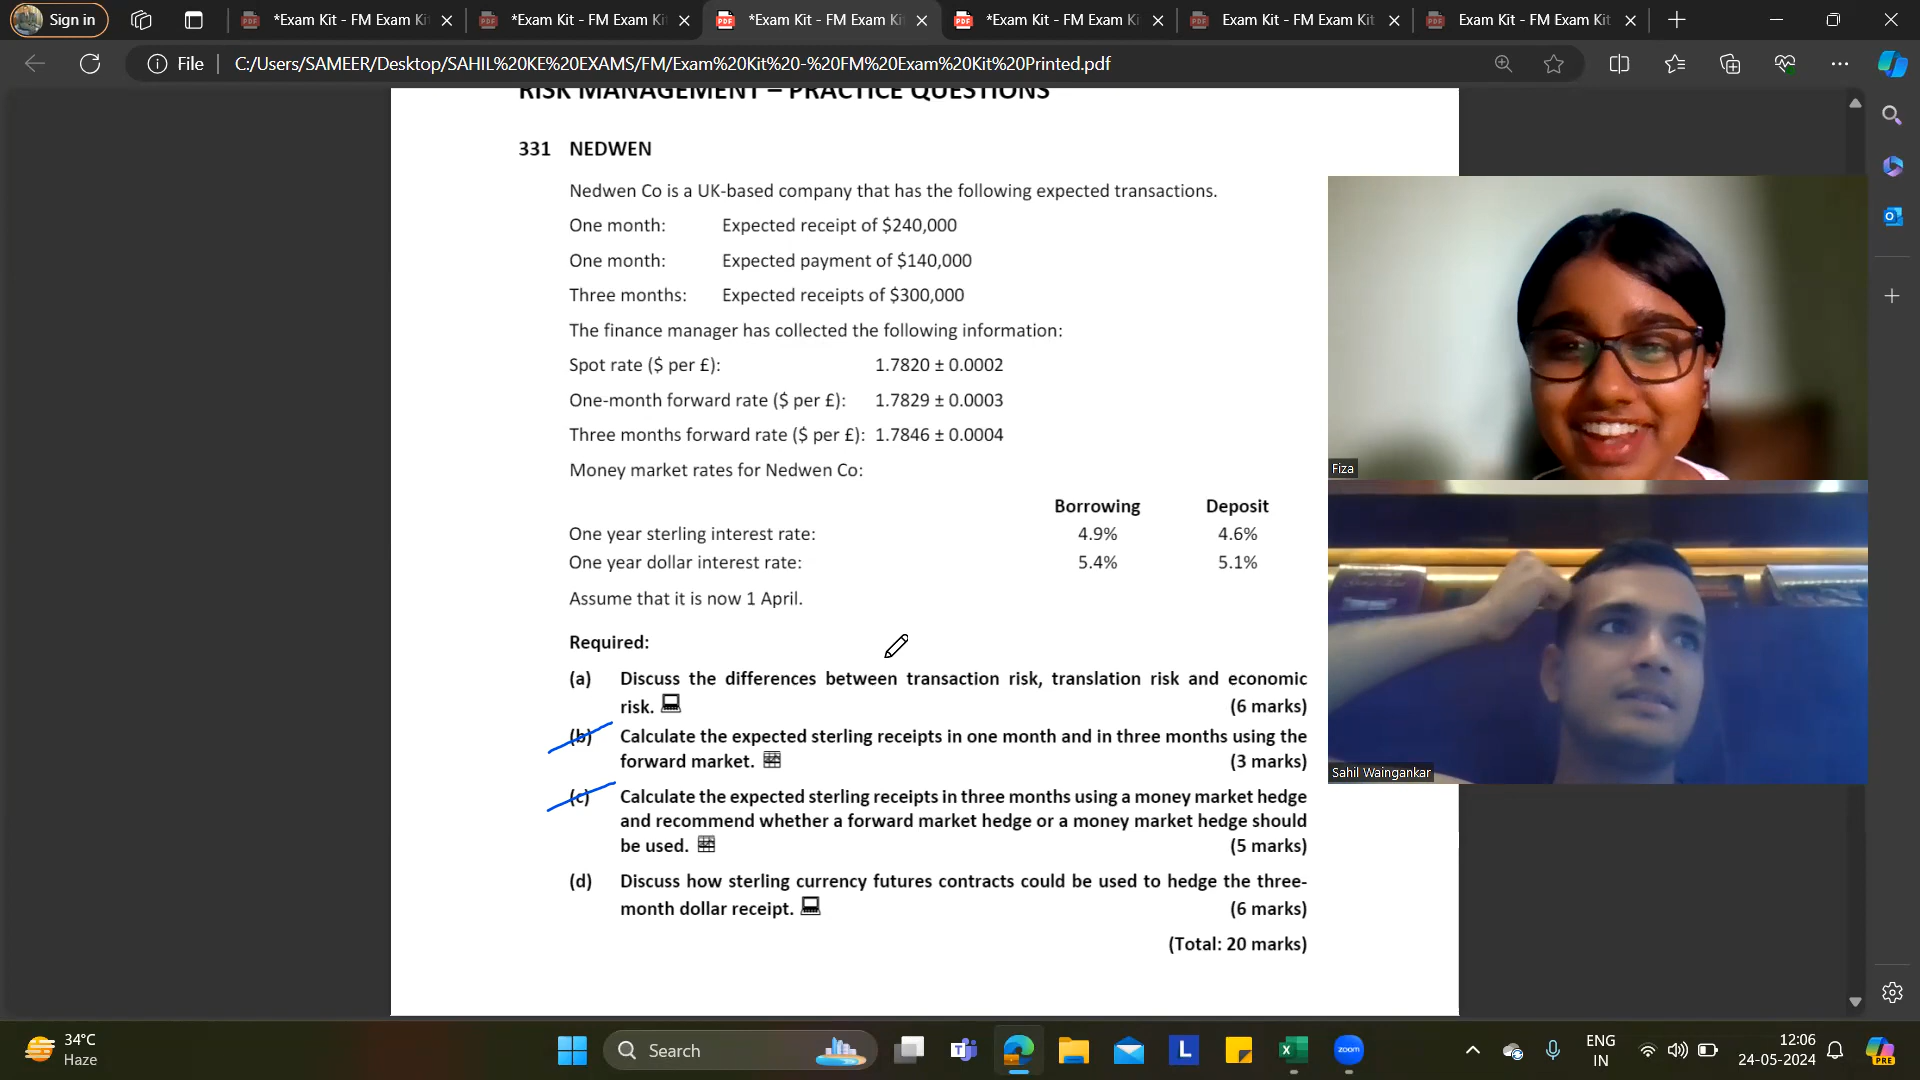 Sign in
*Exam Kit - FM Exam Kit
*Exam Kit - FM Exam Kit
*Exam Kit - FM Exam Kit
*Exam Kit - FM Exam Kit
Exam Kit - FM Exam Kit
Exam Kit - FM Exam Kit
File C:/Users/SAMEER/Desktop/SAHIL%20KE%20EXAMS/FM/Exam%20Kit%20-%20FM%20Exam%20Kit%20Printed.pdf
RISK MANAGEMENT – PRACTICE QUESTIONS
331 NEDWEN
Nedwen Co is a UK-based company that has the following expected transactions.
One month: Expected receipt of $240,000
One month: Expected payment of $140,000
Three months: Expected receipts of $300,000
The finance manager has collected the following information:
Spot rate ($ per £): 1.7820 ± 0.0002
One-month forward rate ($ per £): 1.7829 ± 0.0003
Three months forward rate ($ per £): 1.7846 ± 0.0004
Money market rates for Nedwen Co:
Borrowing Deposit
One year sterling interest rate: 4.9% 4.6%
One year dollar interest rate: 5.4% 5.1%
Assume that it is now 1 April.
Required:
(a) Discuss the differences between transaction risk, translation risk and economic
risk. (6 marks)
(b) Calculate the expected sterling receipts in one month and in three months using the
forward market. (3 marks)
(c) Calculate the expected sterling receipts in three months using a money market hedge
and recommend whether a forward market hedge or a money market hedge should
be used. (5 marks)
(d) Discuss how sterling currency futures contracts could be used to hedge the three-
month dollar receipt. (6 marks)
(Total: 20 marks)
Fiza
Sahil Waingankar
34°C
Haze
Search
zoom
ENG
IN
12:06
24-05-2024
PRE